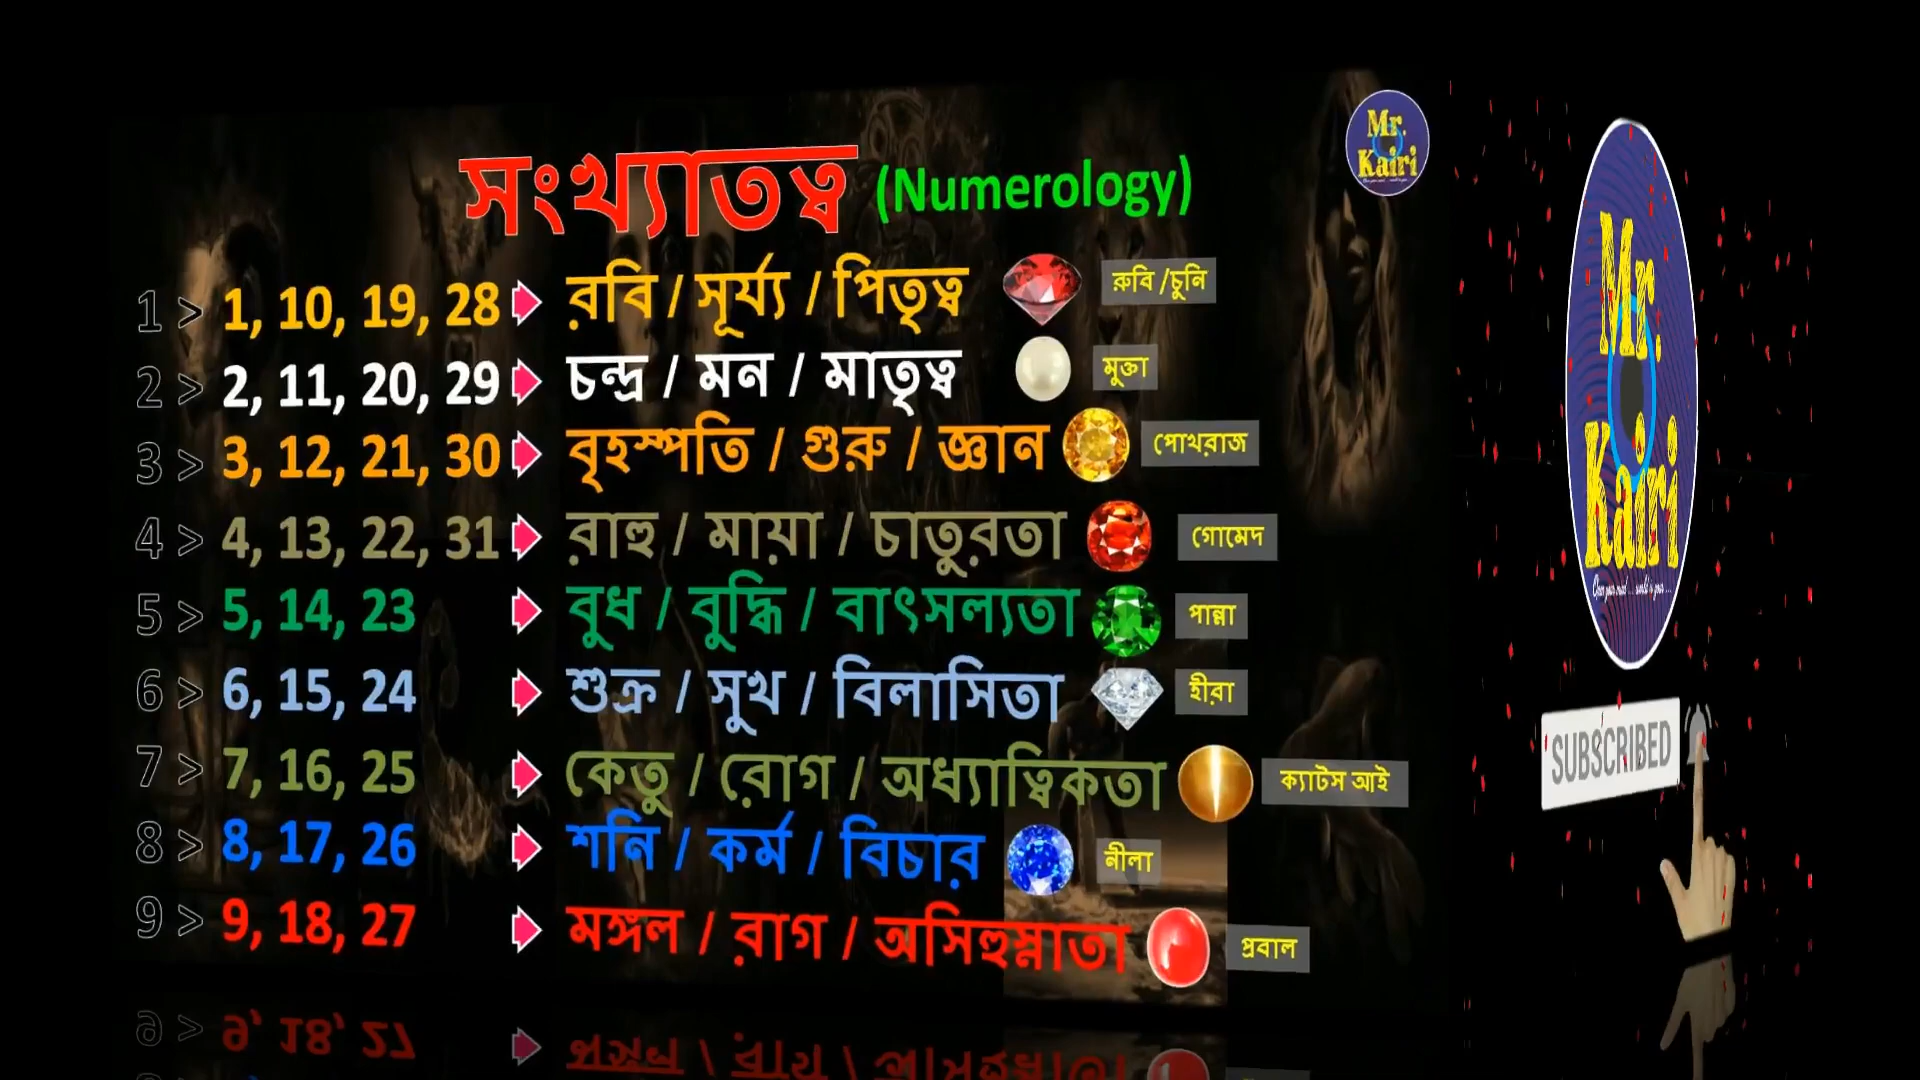 সংখ্যাতত্ব (Numerology)
Mr. Kairi
1 > 1, 10, 19, 28 রবি / সূর্য্য / পিতৃত্ব রুবি /চুনি
2 > 2, 11, 20, 29 চন্দ্র / মন / মাতৃত্ব মুক্তা
3 > 3, 12, 21, 30 বৃহস্পতি / গুরু / জ্ঞান পোখরাজ
4 > 4, 13, 22, 31 রাহু / মায়া / চাতুরতা গোমেদ
5 > 5, 14, 23 বুধ / বুদ্ধি / বাৎসল্যতা পান্না
6 > 6, 15, 24 শুক্র / সুখ / বিলাসিতা হীরা
7 > 7, 16, 25 কেতু / রোগ / অধ্যাত্বিকতা ক্যাটস আই
8 > 8, 17, 26 শনি / কর্ম / বিচার নীলা
9 > 9, 18, 27 মঙ্গল / রাগ / অসিহুষ্ণাতা প্রবাল
Mr.
Kairi
SUBSCRIBED